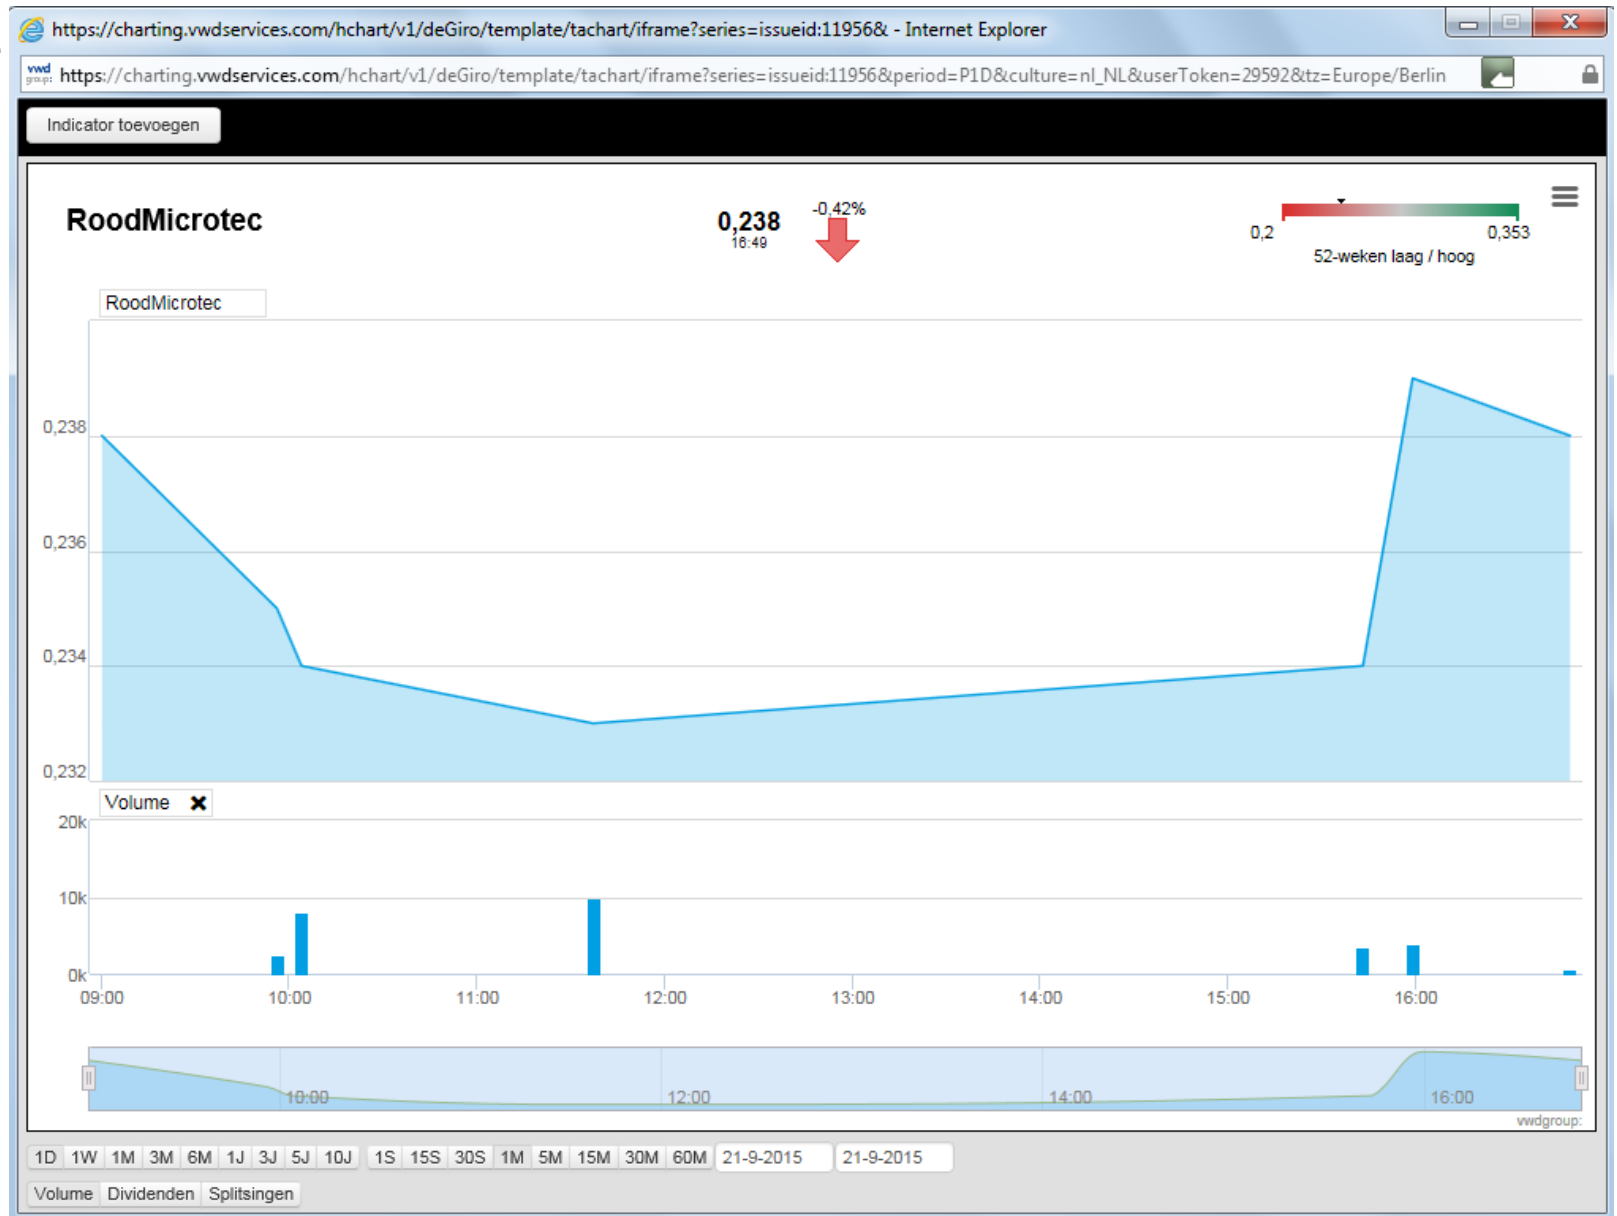 https://charting.vwdservices.com/hchart/v1/deGiro/template/tachart/iframe?series=issueid:11956& - Internet Explorer
vwd group: https://charting.vwdservices.com/hchart/v1/deGiro/template/tachart/iframe?series=issueid:11956&period=P1D&culture=nl_NL&userToken=29592&tz=Europe/Berlin
Indicator toevoegen
RoodMicrotec
0,238
16:49
-0,42%
0,2 0,353
52-weken laag / hoog
RoodMicrotec
0,238
0,236
0,234
0,232
Volume
20k
10k
0k
09:00 10:00 11:00 12:00 13:00 14:00 15:00 16:00
10:00 12:00 14:00 16:00
vwdgroup:
1D 1W 1M 3M 6M 1J 3J 5J 10J 1S 15S 30S 1M 5M 15M 30M 60M 21-9-2015 21-9-2015
Volume Dividenden Splitsingen